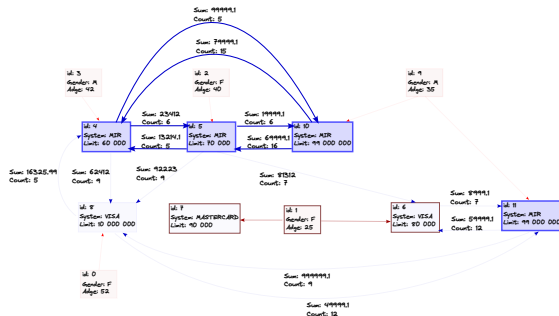 Sum: 99999,1
Count: 5
Sum: 79999,1
Count: 15
id: 3
Gender: M
Adge: 42
id: 2
Gender: F
Adge: 40
id: 9
Gender: M
Adge: 35
Sum: 23412
Count: 6
Sum: 19999,1
Count: 6
id: 4
System: MIR
Limit: 60 000
id: 5
System: MIR
Limit: 70 000
id: 10
System: MIR
Limit: 99 000 000
Sum: 13214,1
Count: 5
Sum: 69999,1
Count: 16
Sum: 16325,99
Count: 5
Sum: 62412
Count: 9
Sum: 92223
Count: 9
Sum: 81312
Count: 7
Sum: 8999,1
Count: 7
id: 8
System: VISA
Limit: 10 000 000
id: 7
System: MASTERCARD
Limit: 90 000
id: 1
Gender: F
Adge: 25
id: 6
System: VISA
Limit: 80 000
Sum: 59999,1
Count: 12
id: 11
System: MIR
Limit: 99 000 000
id: 0
Gender: F
Adge: 52
Sum: 999999,1
Count: 9
Sum: 49999,1
Count: 12